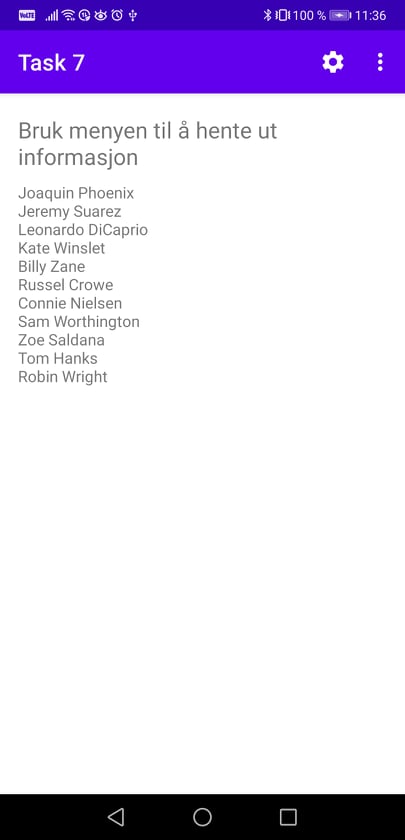 VoLTE 100 % 11:36
Task 7
Bruk menyen til å hente ut
informasjon
Joaquin Phoenix
Jeremy Suarez
Leonardo DiCaprio
Kate Winslet
Billy Zane
Russel Crowe
Connie Nielsen
Sam Worthington
Zoe Saldana
Tom Hanks
Robin Wright